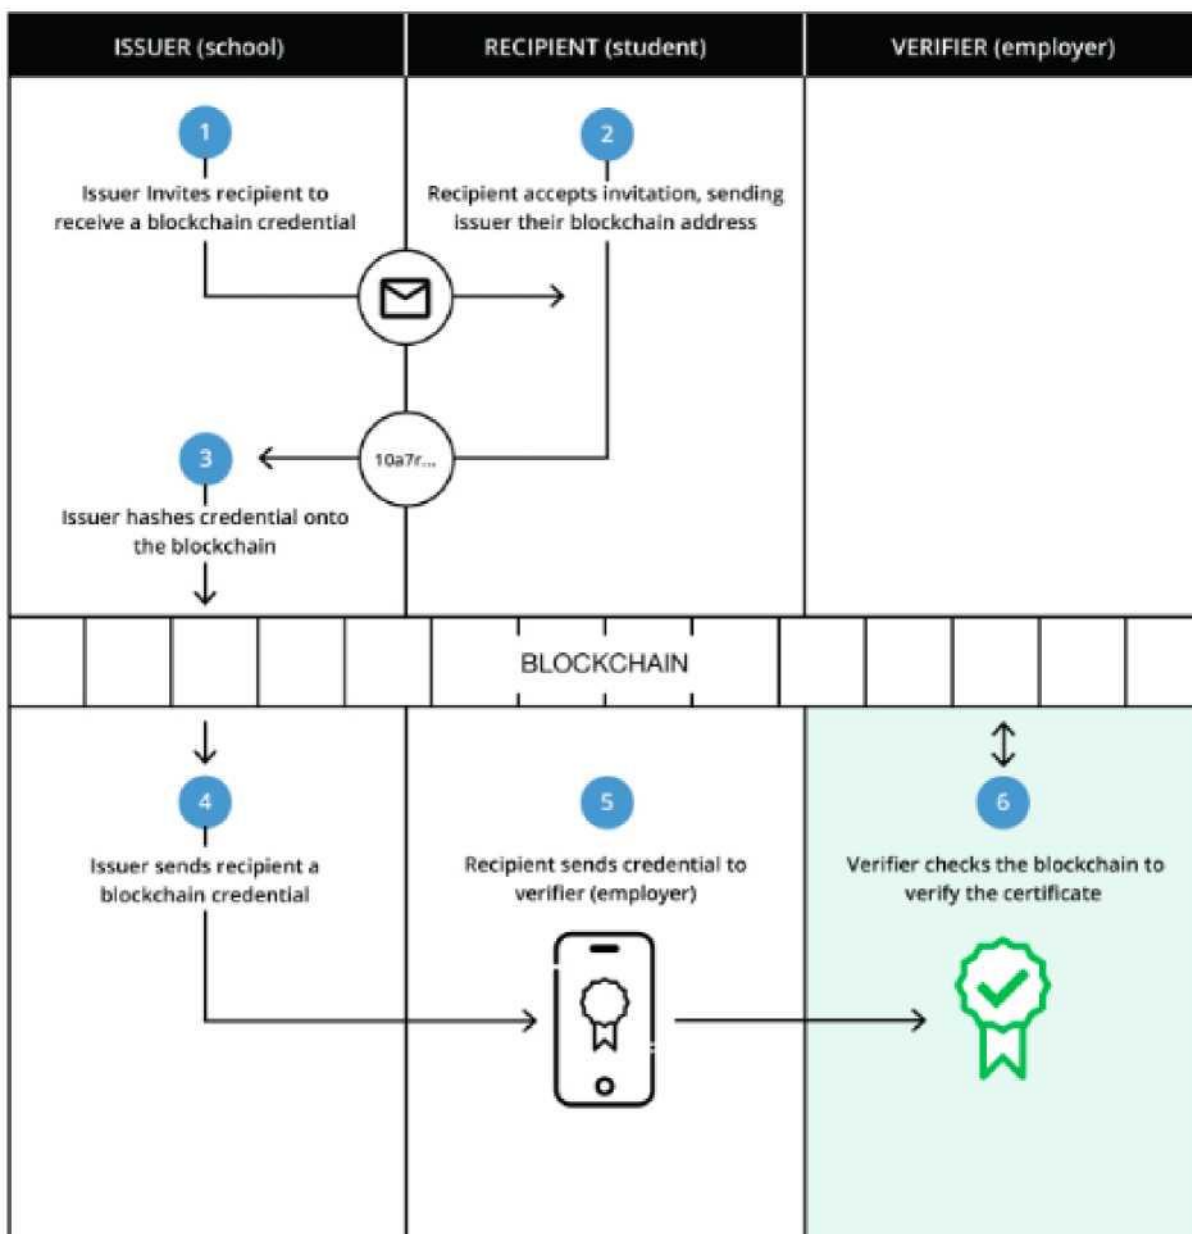 ISSUER (school)
RECIPIENT (student)
VERIFIER (employer)
1
Issuer Invites recipient to
receive a blockchain credential
2
Recipient accepts invitation, sending
issuer their blockchain address
10a7r...
3
Issuer hashes credential onto
the blockchain
BLOCKCHAIN
4
Issuer sends recipient a
blockchain credential
5
Recipient sends credential to
verifier (employer)
6
Verifier checks the blockchain to
verify the certificate